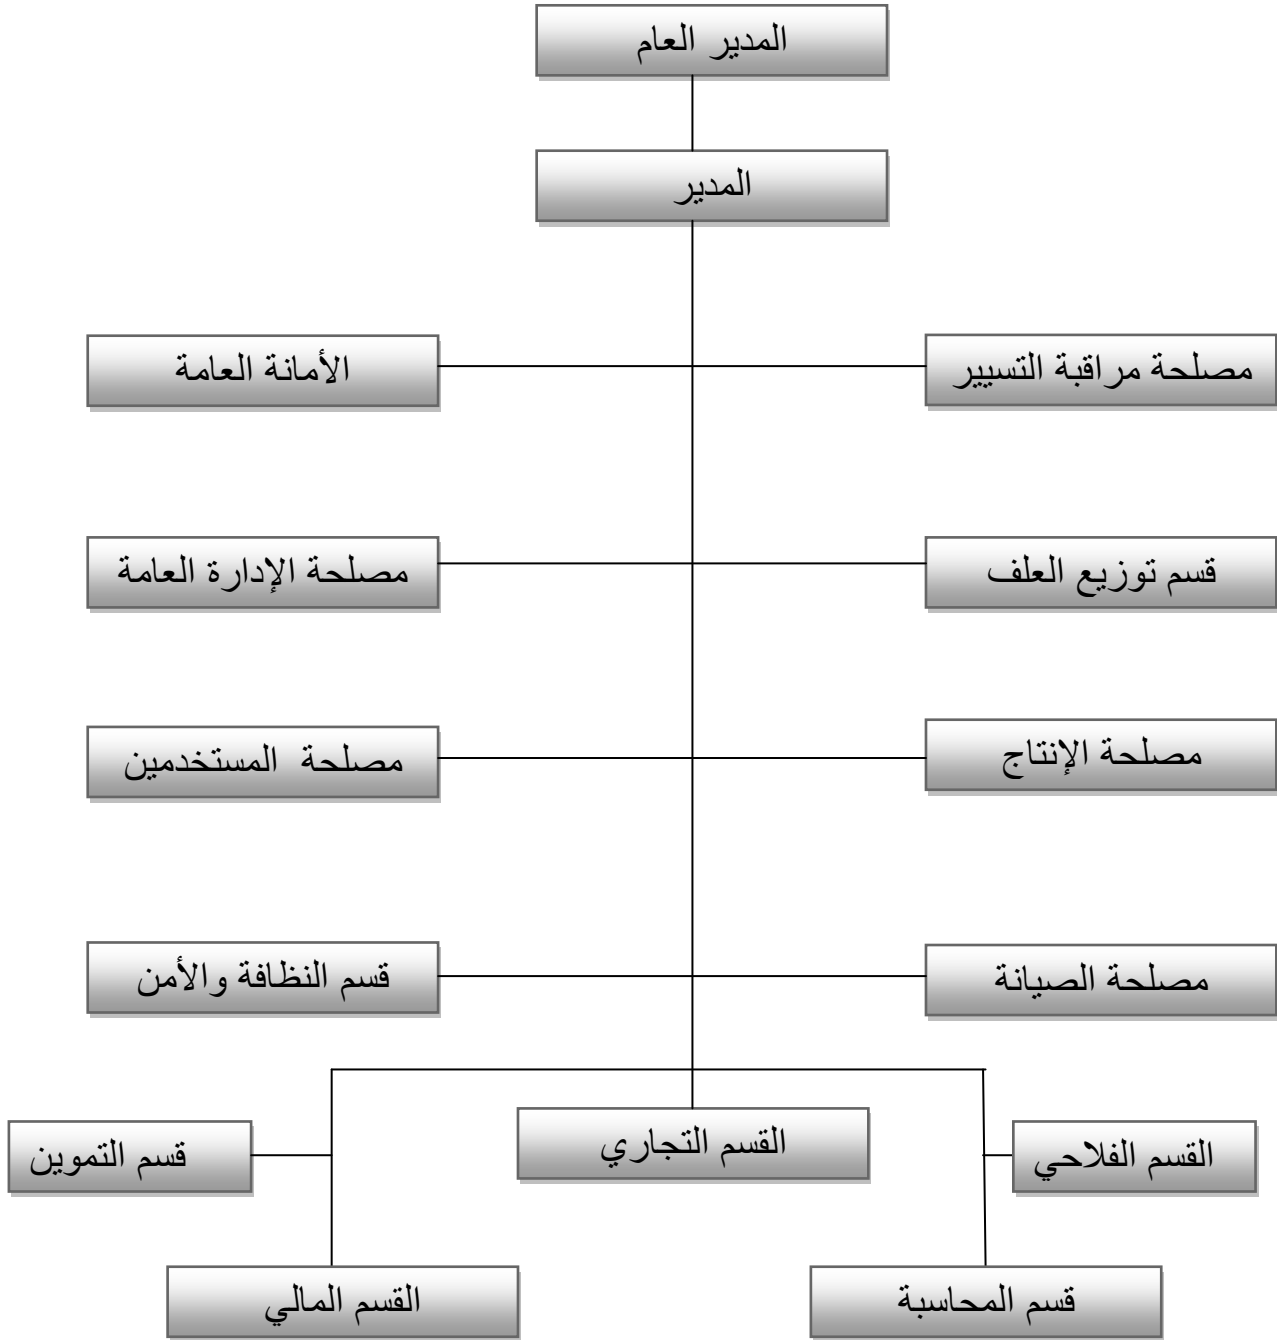 المدير العام
المدير
مصلحة مراقبة التسيير
الأمانة العامة
قسم توزيع العلف
مصلحة الإدارة العامة
مصلحة الإنتاج
مصلحة المستخدمين
مصلحة الصيانة
قسم النظافة والأمن
القسم الفلاحي
القسم التجاري
قسم التموين
قسم المحاسبة
القسم المالي